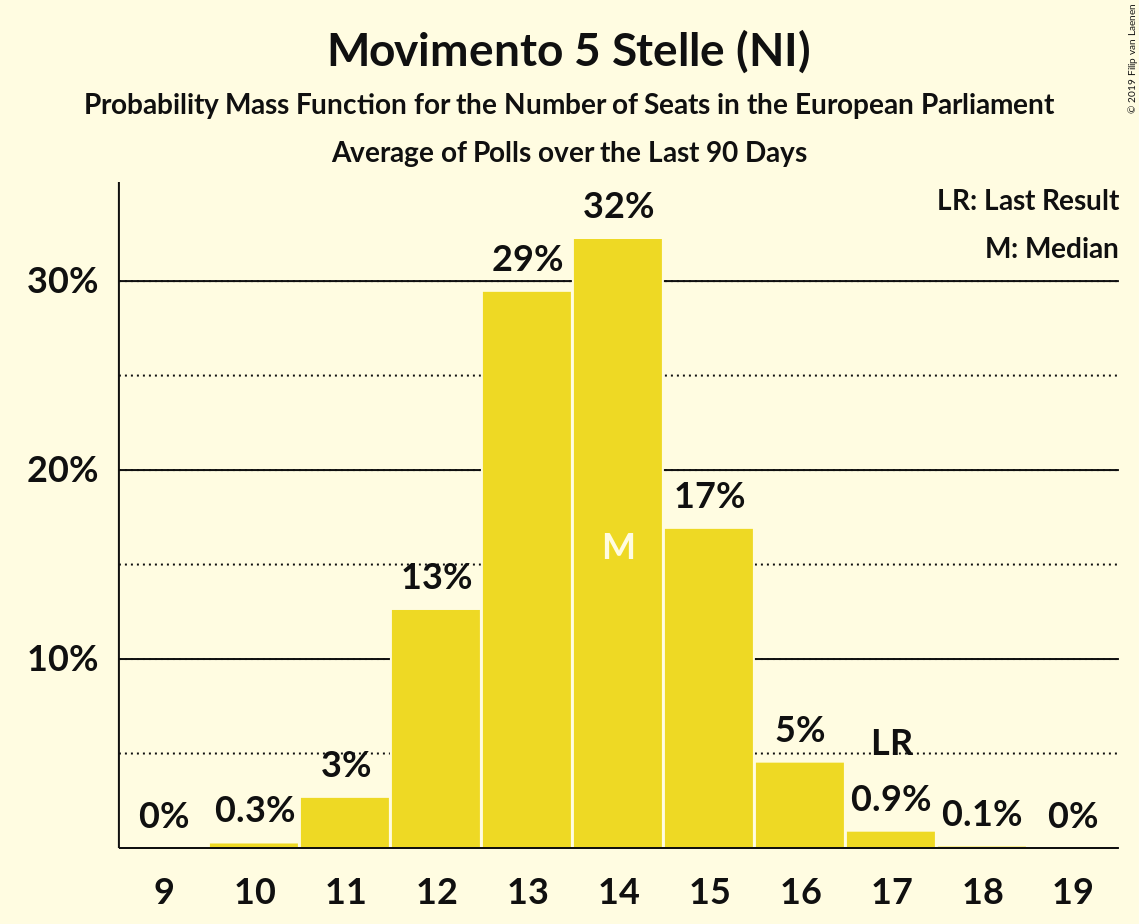 Movimento 5 Stelle (NI)
Probability Mass Function for the Number of Seats in the European Parliament
Average of Polls over the Last 90 Days
© 2019 Filip van Laenen
LR: Last Result
M: Median
30%
20%
10%
0%
0.3%
3%
13%
29%
32%
M
17%
5%
LR
0.9%
0.1%
0%
9 10 11 12 13 14 15 16 17 18 19